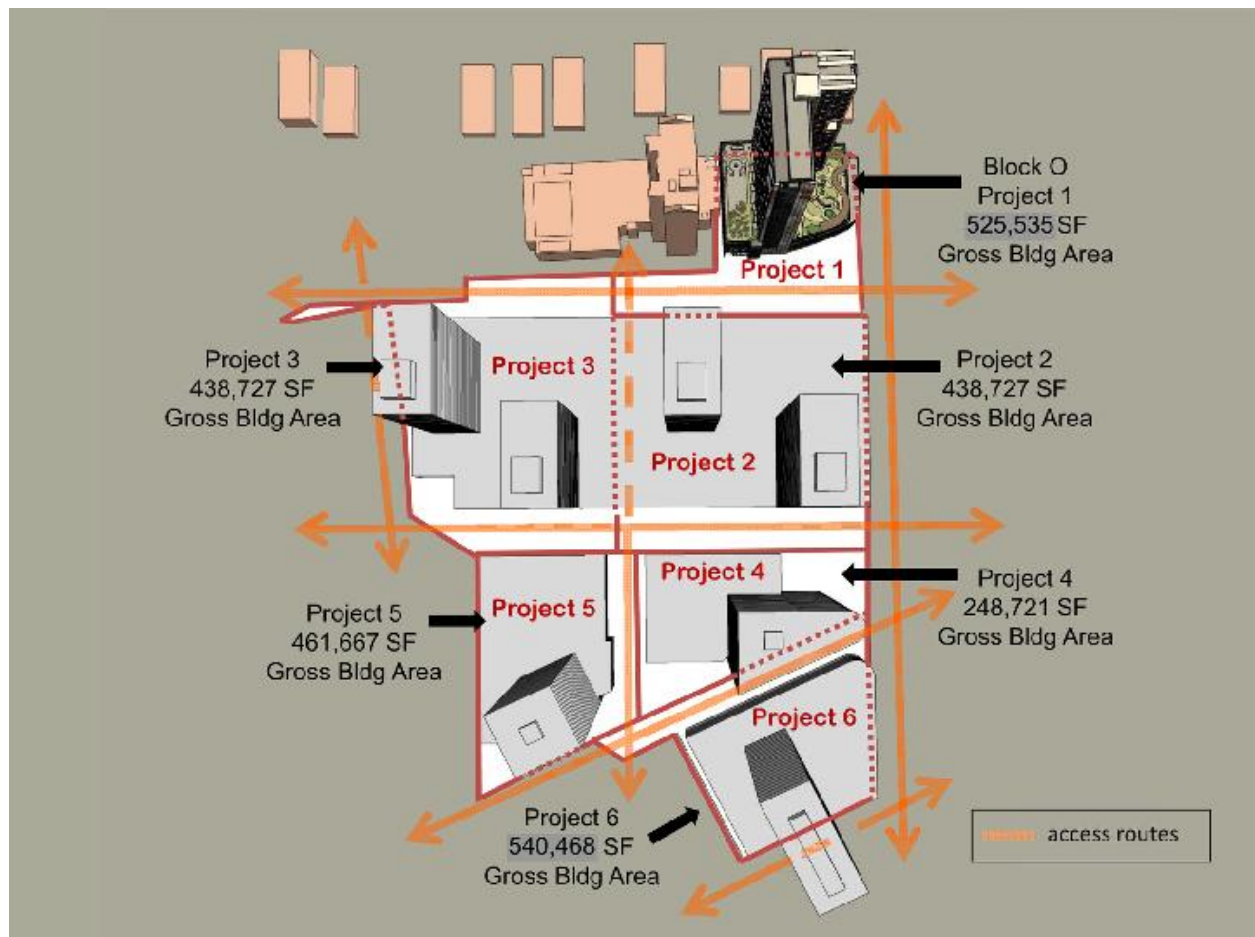 Block O
Project 1
525,535 SF
Gross Bldg Area
Project 1
Project 3
438,727 SF
Gross Bldg Area
Project 3
Project 2
438,727 SF
Gross Bldg Area
Project 2
Project 4
Project 4
248,721 SF
Gross Bldg Area
Project 5
Project 5
461,667 SF
Gross Bldg Area
Project 6
Project 6
540,468 SF
Gross Bldg Area
access routes